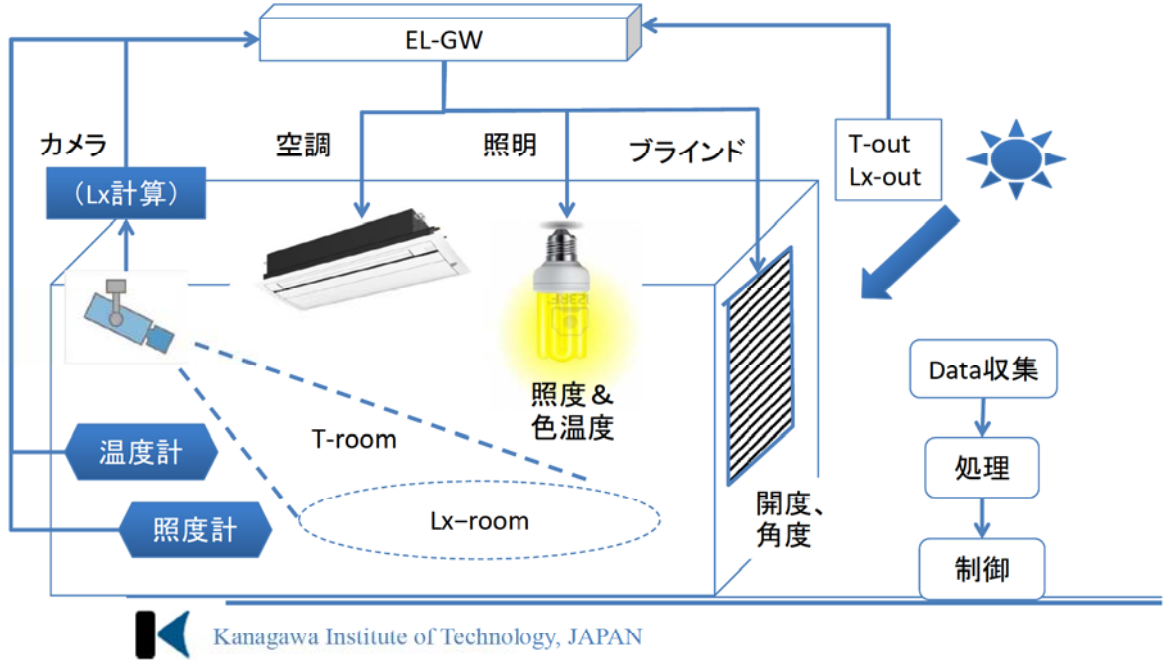 EL-GW
カメラ
空調
照明
ブラインド
T-out
Lx-out
（Lx計算）
照度＆
色温度
T-room
温度計
照度計
Lx−room
開度、
角度
Data収集
処理
制御
Kanagawa Institute of Technology, JAPAN